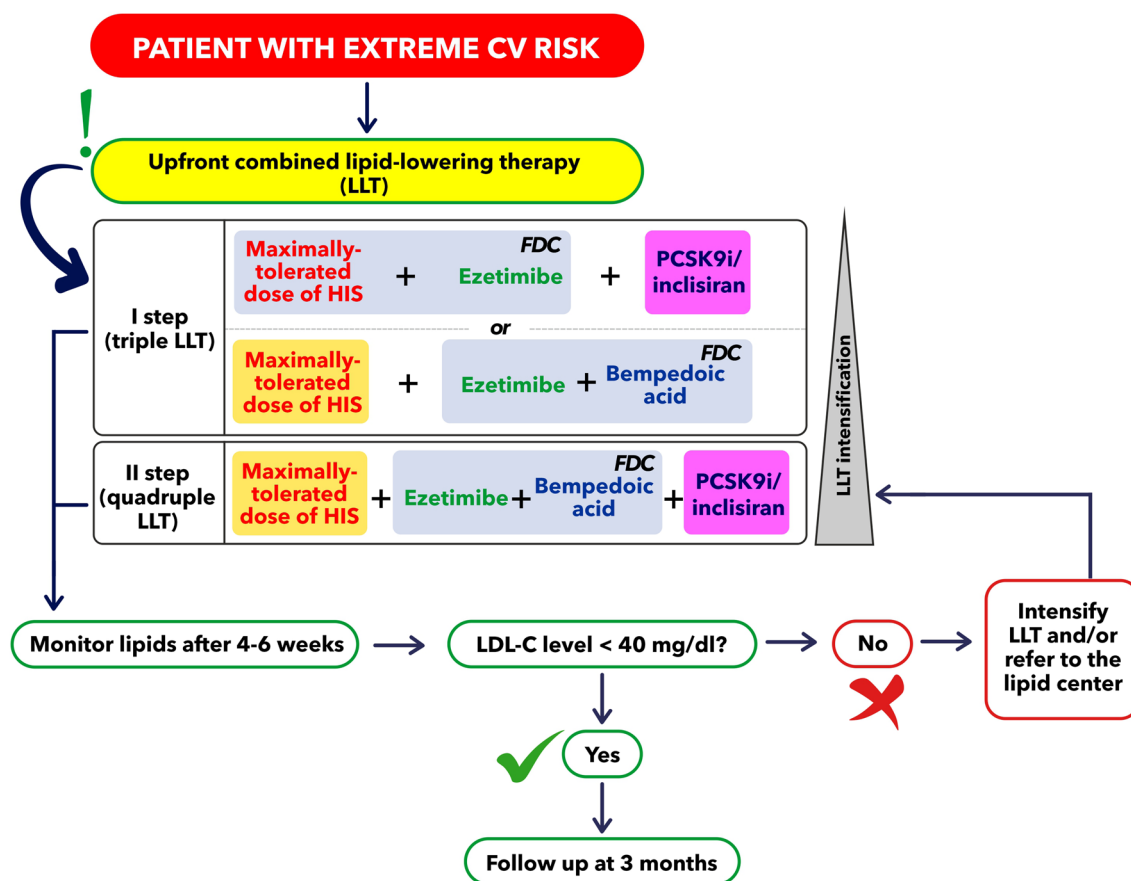 PATIENT WITH EXTREME CV RISK
!
Upfront combined lipid-lowering therapy
(LLT)
I step
(triple LLT)
Maximally-
tolerated
dose of HIS
+
FDC
Ezetimibe
+
PCSK9i/
inclisiran
or
Maximally-
tolerated
dose of HIS
+
Ezetimibe
+
FDC
Bempedoic
acid
II step
(quadruple
LLT)
Maximally-
tolerated
dose of HIS
+
Ezetimibe
+
FDC
Bempedoic
acid
+
PCSK9i/
inclisiran
LLT intensification
Monitor lipids after 4-6 weeks
LDL-C level < 40 mg/dl?
No
Intensify
LLT and/or
refer to the
lipid center
Yes
Follow up at 3 months